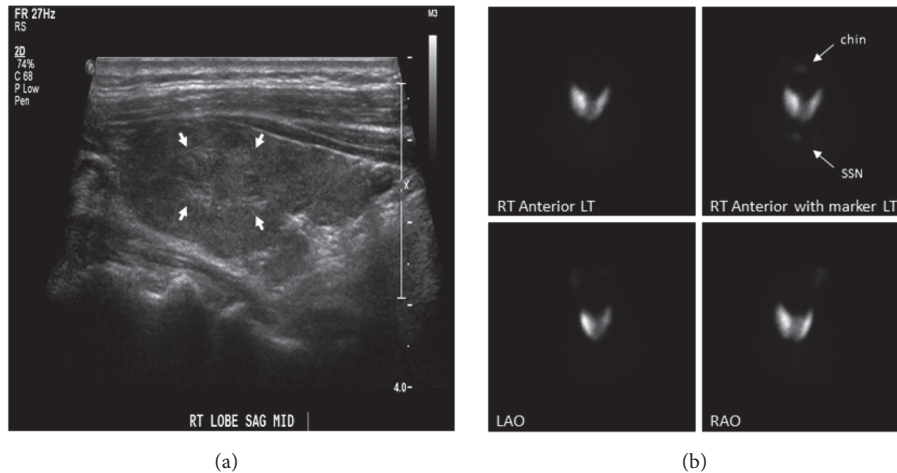 FR 27Hz
RS
2D
74%
C 68
P Low
Pen
M3
P
X
4.0
RT LOBE SAG MID
(a)
chin
SSN
RT Anterior LT
RT Anterior with marker LT
LAO
RAO
(b)